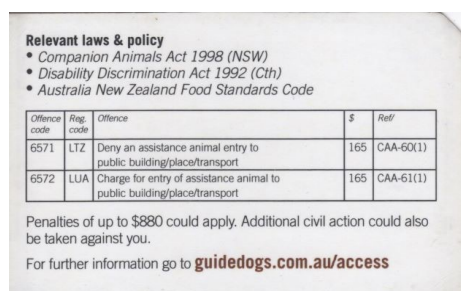 Relevant laws & policy
• Companion Animals Act 1998 (NSW)
• Disability Discrimination Act 1992 (Cth)
• Australia New Zealand Food Standards Code
Offence code Reg. code Offence $ Ref/
6571 LTZ Deny an assistance animal entry to public building/place/transport 165 CAA-60(1)
6572 LUA Charge for entry of assistance animal to public building/place/transport 165 CAA-61(1)
Penalties of up to $880 could apply. Additional civil action could also
be taken against you.
For further information go to guidedogs.com.au/access